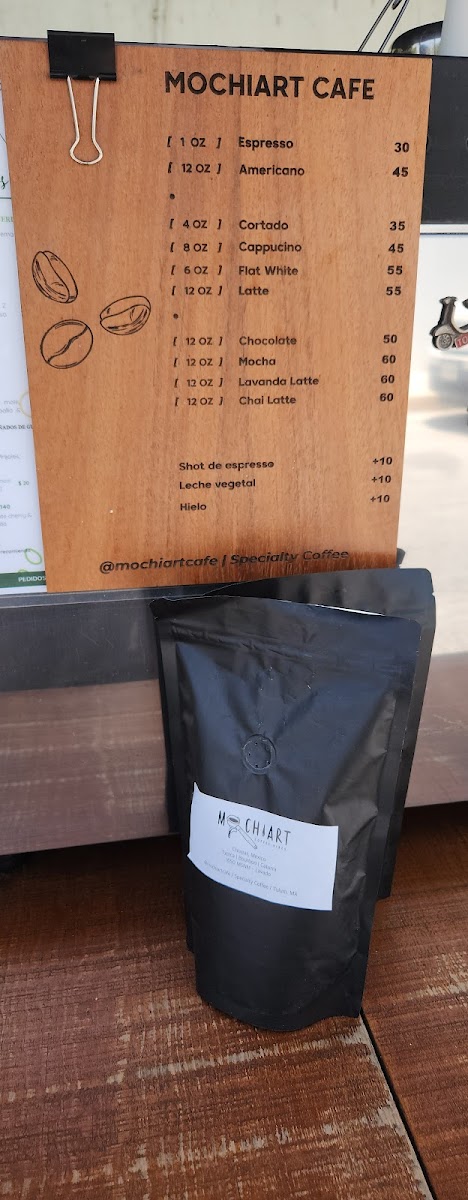 MOCHIART CAFE
[ 1 OZ ] Espresso 30
[ 12 OZ ] Americano 45
[ 4 OZ ] Cortado 35
[ 8 OZ ] Cappucino 45
[ 6 OZ ] Flat White 55
[ 12 OZ ] Latte 55
[ 12 OZ ] Chocolate 50
[ 12 OZ ] Mocha 60
[ 12 OZ ] Lavanda Latte 60
[ 12 OZ ] Chai Latte 60
Shot de espresso +10
Leche vegetal +10
Hielo +10
@mochiartcafe | Specialty Coffee
PEDIDOS
MOCHIART
Chiapas, México